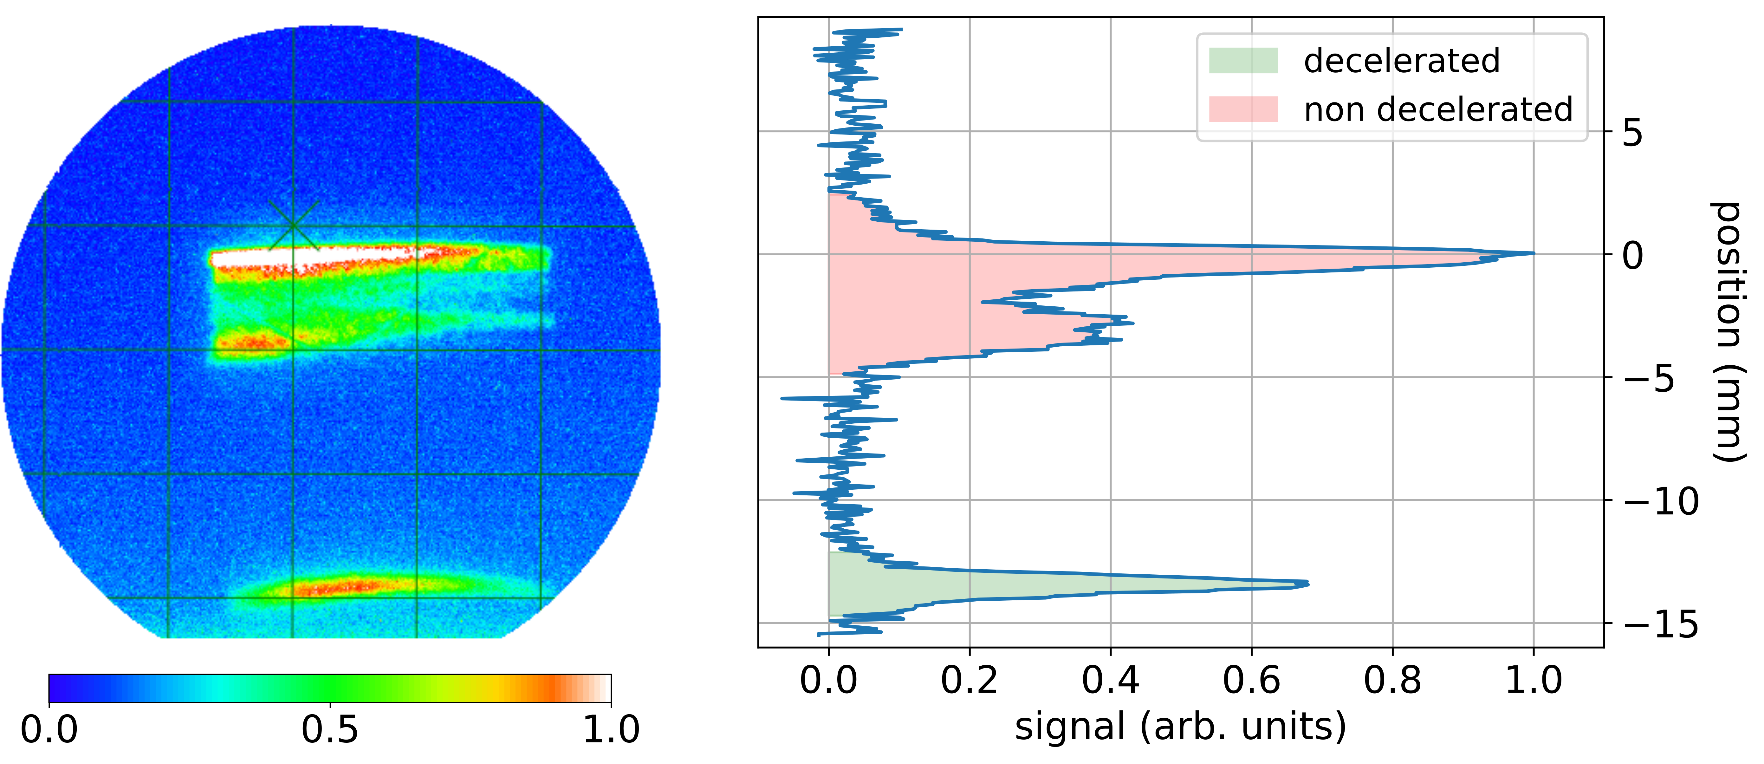 0.0 0.5 1.0
decelerated
non decelerated
5
0
−5
−10
−15
position (mm)
0.0 0.2 0.4 0.6 0.8 1.0
signal (arb. units)